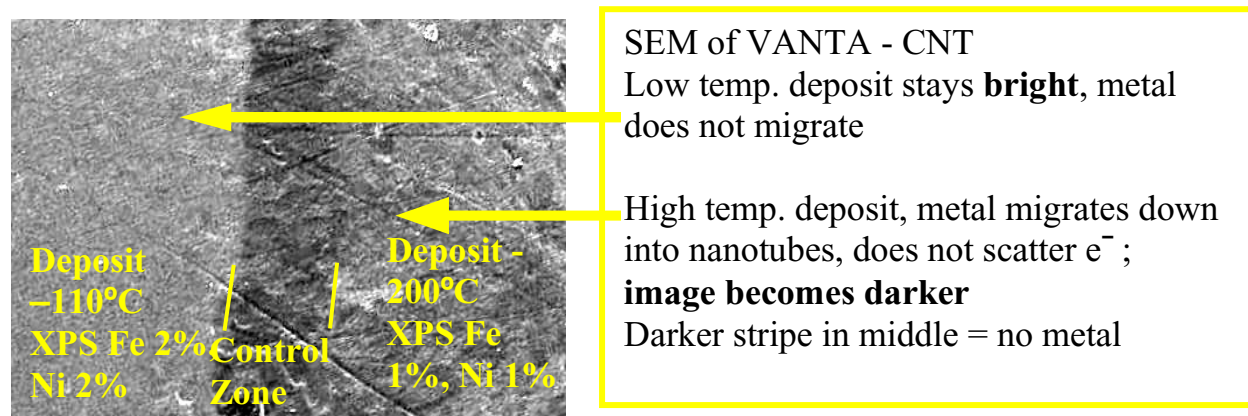 SEM of VANTA - CNT
Low temp. deposit stays bright, metal
does not migrate
High temp. deposit, metal migrates down
into nanotubes, does not scatter e⁻ ;
image becomes darker
Darker stripe in middle = no metal
Deposit
–110°C
XPS Fe 2%,
Ni 2%
Control
Zone
Deposit -
200°C
XPS Fe
1%, Ni 1%